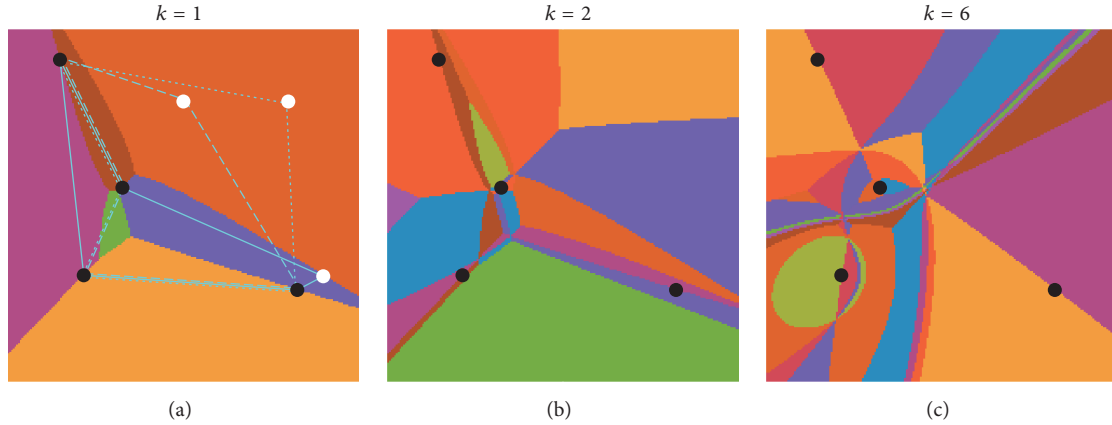 k = 1
k = 2
k = 6
(a)
(b)
(c)